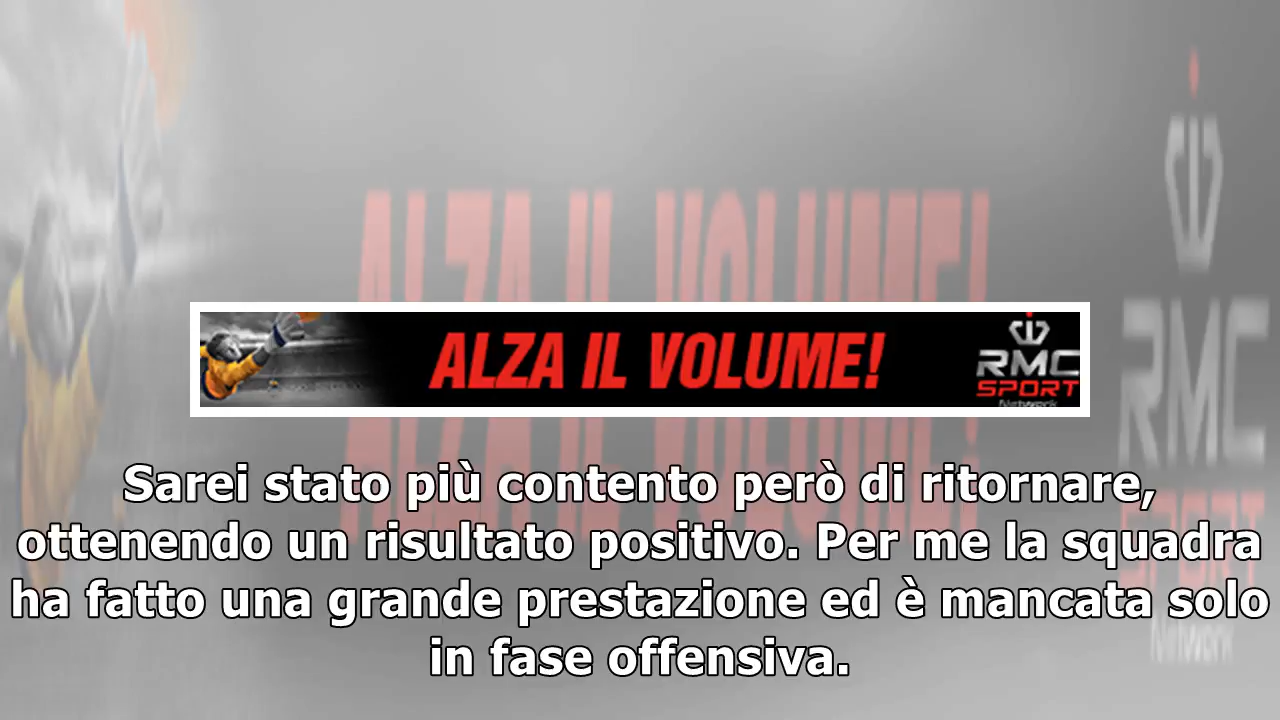 ALZA IL VOLUME!
RMC
SPORT
Network
Sarei stato più contento però di ritornare,
ottenendo un risultato positivo. Per me la squadra
ha fatto una grande prestazione ed è mancata solo
in fase offensiva.